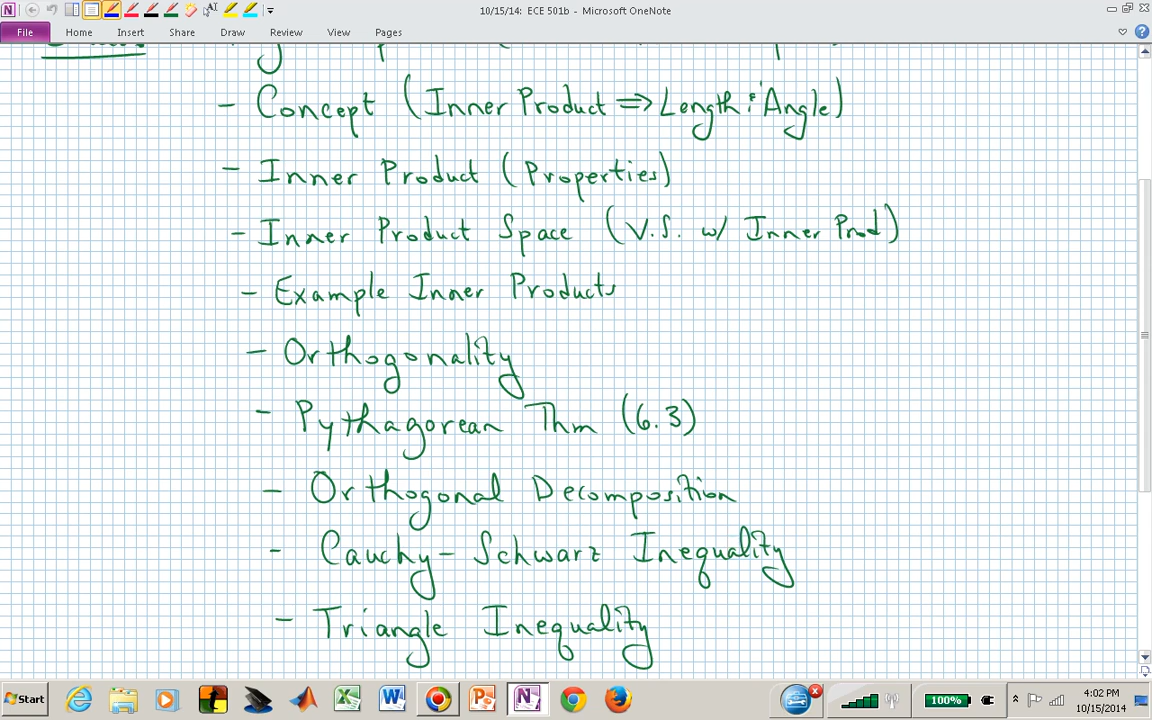 10/15/14: ECE 501b - Microsoft OneNote
File Home Insert Share Draw Review View Pages
- Concept (Inner Product ⇒ Length & Angle)
- Inner Product (Properties)
- Inner Product Space (V.S. w/ Inner Prod)
- Example Inner Products
- Orthogonality
- Pythagorean Thm (6.3)
- Orthogonal Decomposition
- Cauchy-Schwarz Inequality
- Triangle Inequality
Start 100% 4:02 PM
10/15/2014